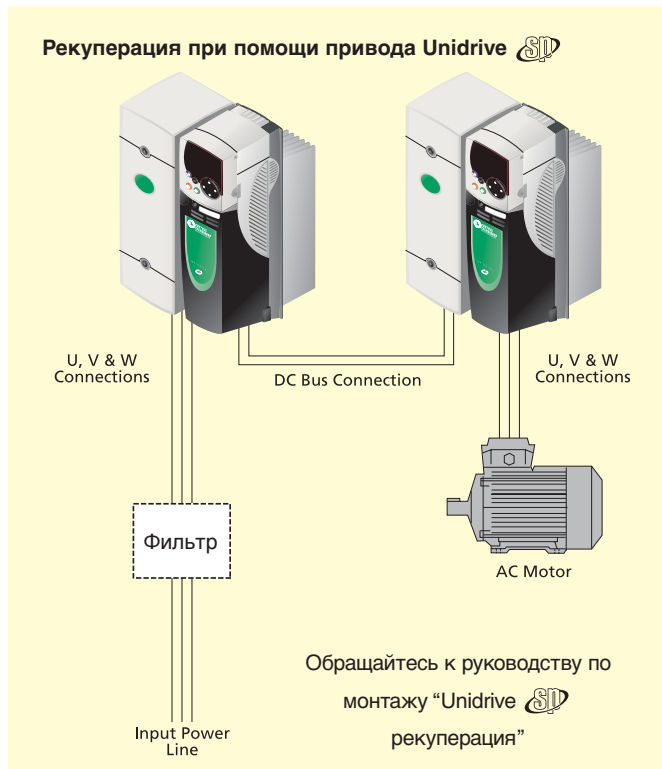 Рекуперация при помощи привода Unidrive SP
U, V & W
Connections
DC Bus Connection
U, V & W
Connections
Фильтр
AC Motor
Обращайтесь к руководству по
монтажу “Unidrive SP
рекуперация”
Input Power
Line